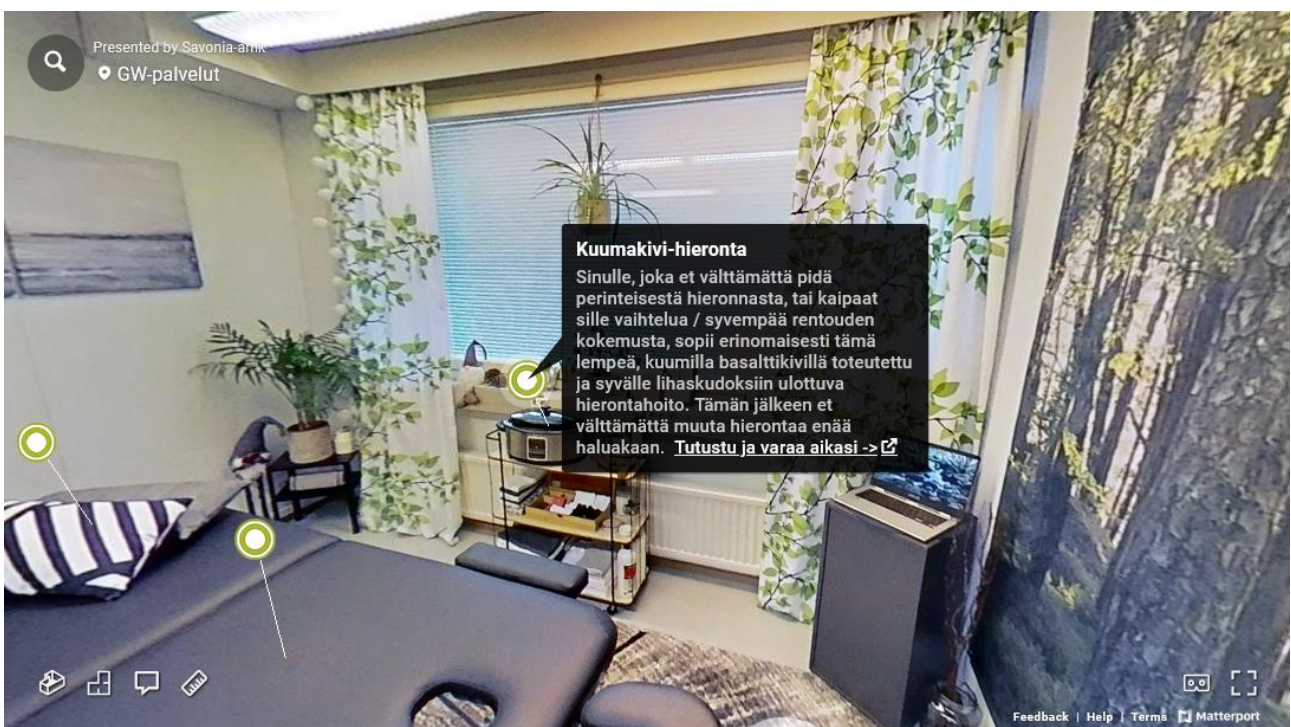 Presented by Savonia-amk
GW-palvelut
Kuumakivi-hieronta
Sinulle, joka et välttämättä pidä
perinteisestä hieronnasta, tai kaipaat
sille vaihtelua / syvempää rentouden
kokemusta, sopii erinomaisesti tämä
lempeä, kuumilla basalttikivillä toteutettu
ja syvälle lihaskudoksiin ulottuva
hierontahoito. Tämän jälkeen et
välttämättä muuta hierontaa enää
haluakaan. Tutustu ja varaa aikasi ->
Feedback | Help | Terms Matterport